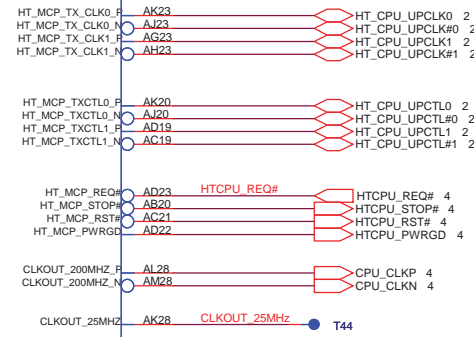 HT_MCP_TX_CLK0_P AK23 HT_CPU_UPCLK0 2
HT_MCP_TX_CLK0_N AJ23 HT_CPU_UPCLK#0 2
HT_MCP_TX_CLK1_P AG23 HT_CPU_UPCLK1 2
HT_MCP_TX_CLK1_N AH23 HT_CPU_UPCLK#1 2
HT_MCP_TXCTL0_P AK20 HT_CPU_UPCTL0 2
HT_MCP_TXCTL0_N AJ20 HT_CPU_UPCTL#0 2
HT_MCP_TXCTL1_P AD19 HT_CPU_UPCTL1 2
HT_MCP_TXCTL1_N AC19 HT_CPU_UPCTL#1 2
HT_MCP_REQ# AD23 HTCPU_REQ# HTCPU_REQ# 4
HT_MCP_STOP# AB20 HTCPU_STOP# 4
HT_MCP_RST# AC21 HTCPU_RST# 4
HT_MCP_PWRGD AD22 HTCPU_PWRGD 4
CLKOUT_200MHZ_P AL28 CPU_CLKP 4
CLKOUT_200MHZ_N AM28 CPU_CLKN 4
CLKOUT_25MHZ AK28 CLKOUT_25MHz T44